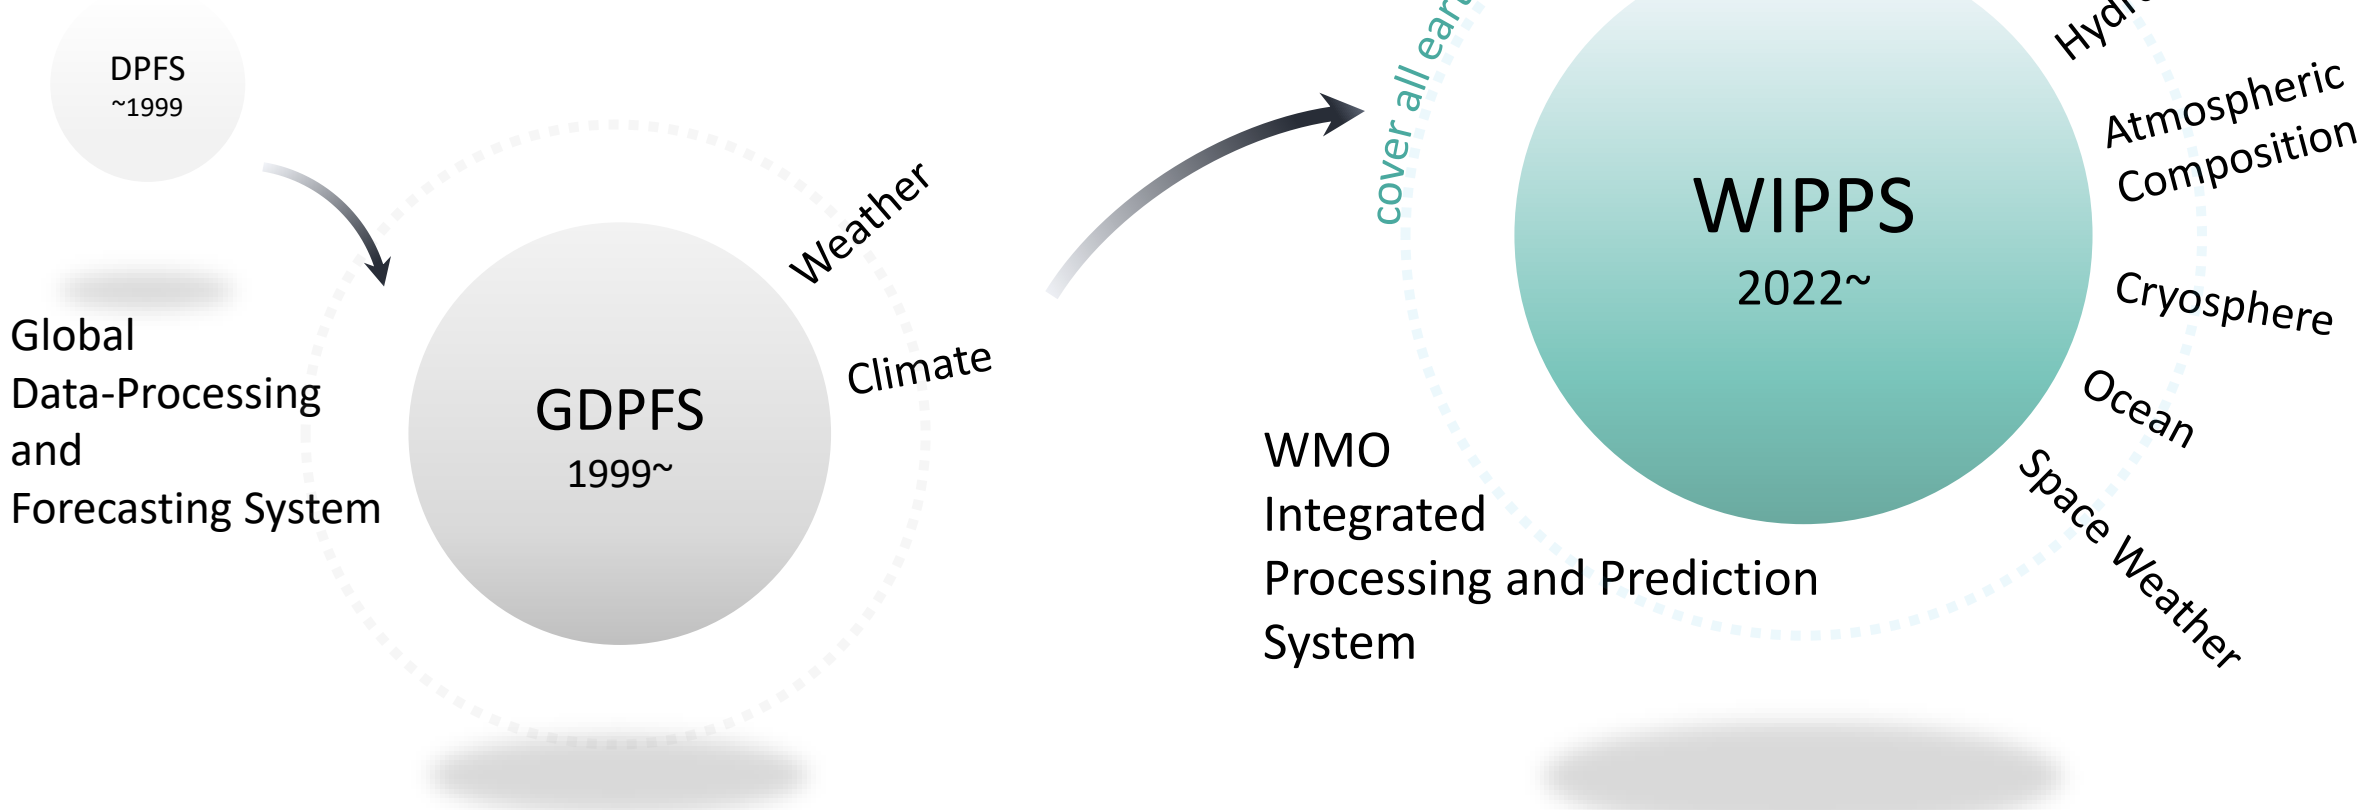 DPFS
~1999
Global
Data-Processing
and
Forecasting System
GDPFS
1999~
Weather
Climate
cover all
WIPPS
2022~
WMO
Integrated
Processing and Prediction
System
Atmospheric
Composition
Cryosphere
Ocean
Space Weather